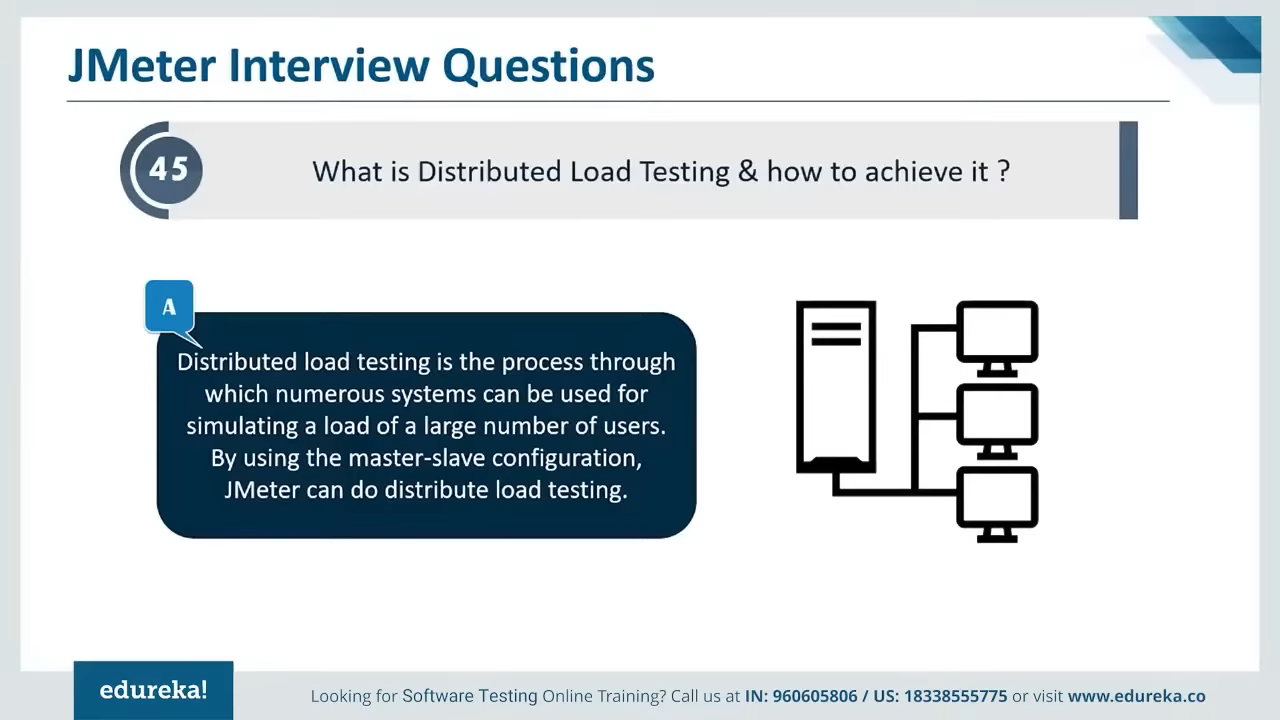 JMeter Interview Questions
45
What is Distributed Load Testing & how to achieve it ?
A
Distributed load testing is the process through
which numerous systems can be used for
simulating a load of a large number of users.
By using the master-slave configuration,
JMeter can do distribute load testing.
edureka!
Looking for Software Testing Online Training? Call us at IN: 960605806 / US: 18338555775 or visit www.edureka.co